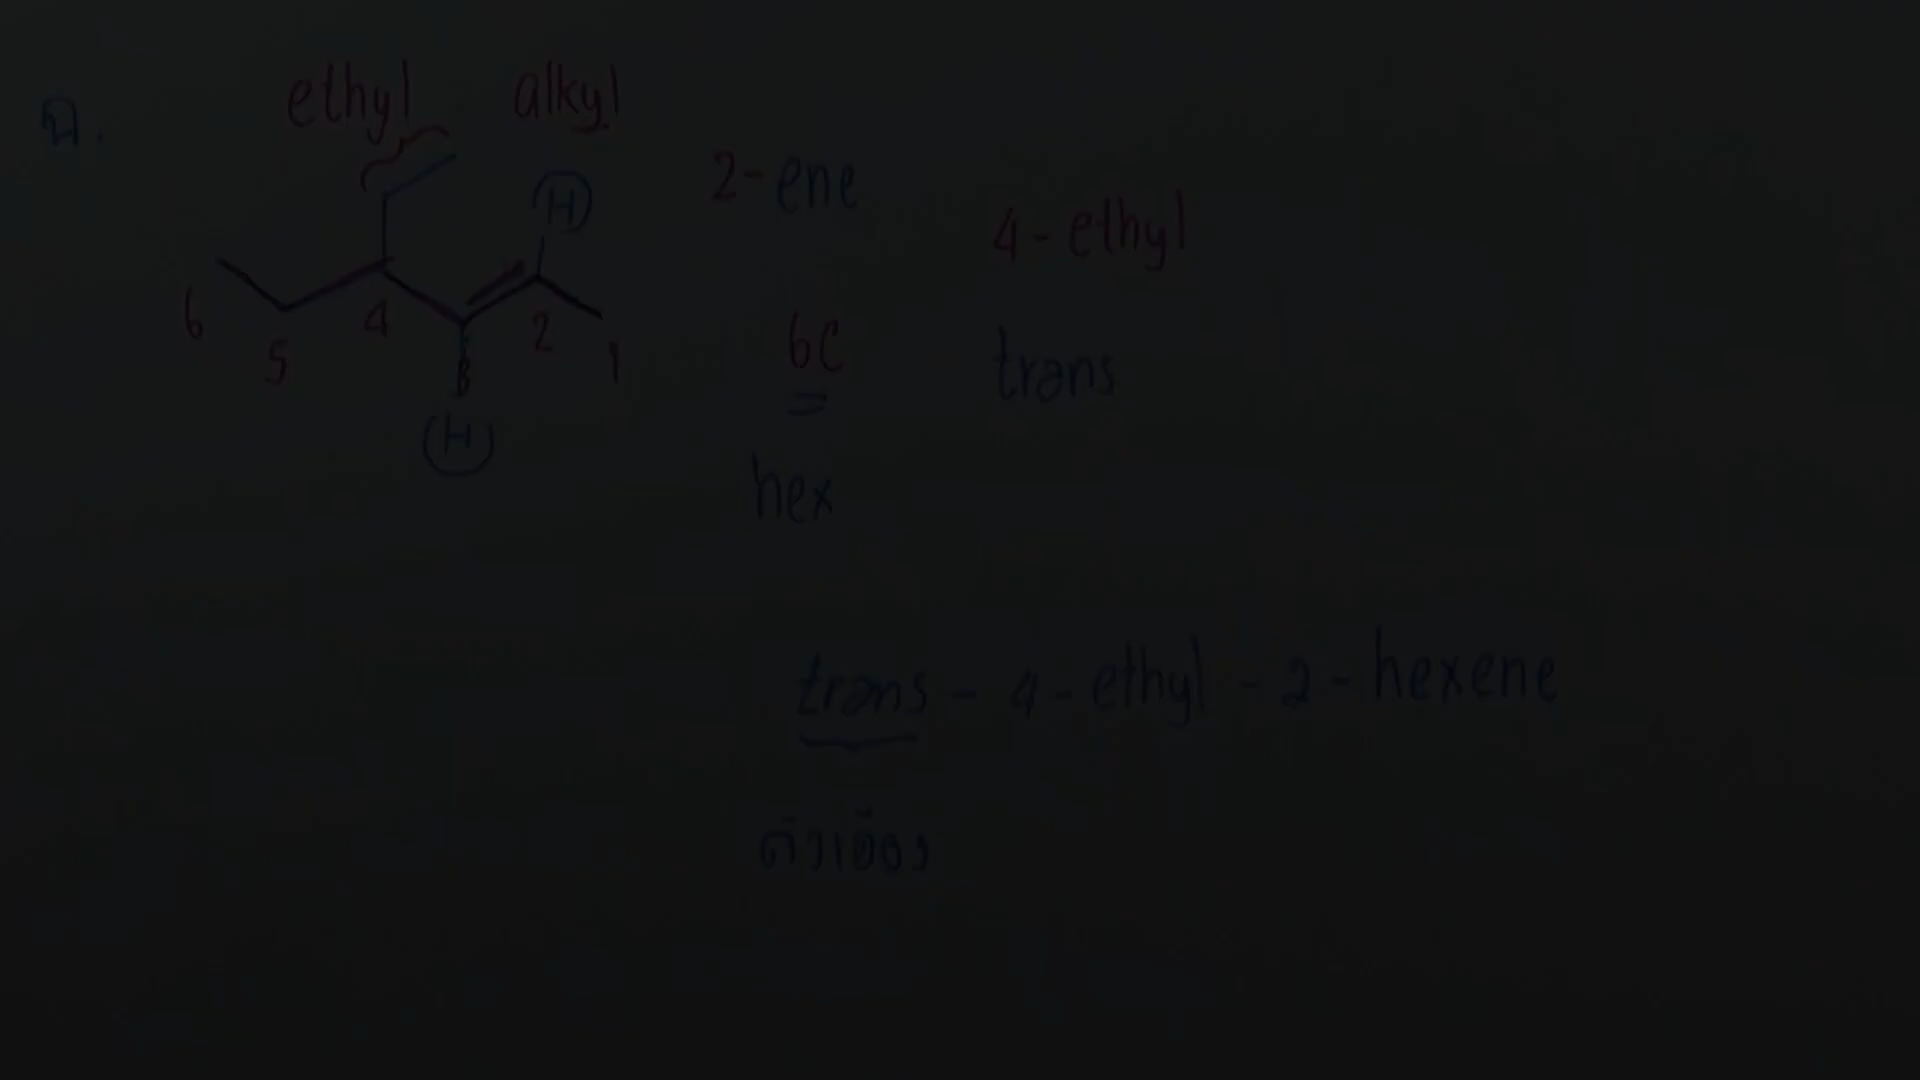 ethyl alkyl
2-ene
H
4-ethyl
6 5 4 3 2 1
6C
trans
H
hex
trans - 4 - ethyl - 2 - hexene
ตัวเอียง